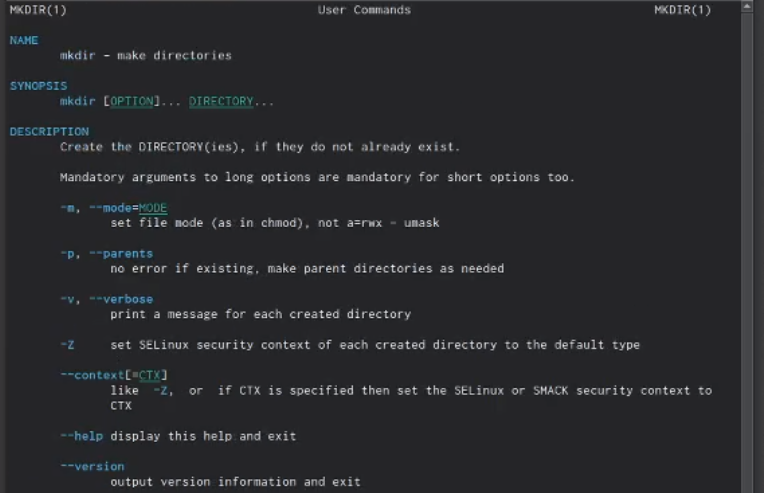 MKDIR(1) User Commands MKDIR(1)
NAME
mkdir - make directories
SYNOPSIS
mkdir [OPTION]... DIRECTORY...
DESCRIPTION
Create the DIRECTORY(ies), if they do not already exist.
Mandatory arguments to long options are mandatory for short options too.
-m, --mode=MODE
set file mode (as in chmod), not a=rwx - umask
-p, --parents
no error if existing, make parent directories as needed
-v, --verbose
print a message for each created directory
-Z set SELinux security context of each created directory to the default type
--context[=CTX]
like -Z, or if CTX is specified then set the SELinux or SMACK security context to
CTX
--help display this help and exit
--version
output version information and exit